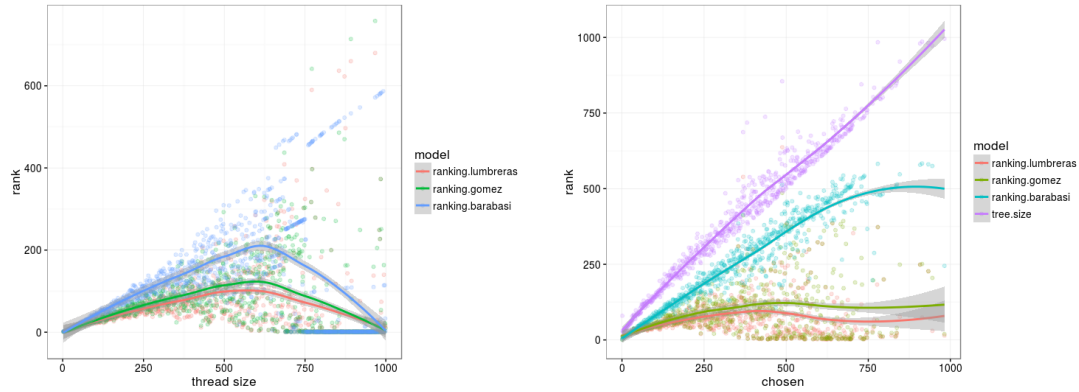 600
400
200
0
rank
0
250
500
750
1000
thread size
model
ranking.lumbreras
ranking.gomez
ranking.barabasi
1000
750
500
250
0
rank
0
250
500
750
1000
chosen
model
ranking.lumbreras
ranking.gomez
ranking.barabasi
tree.size